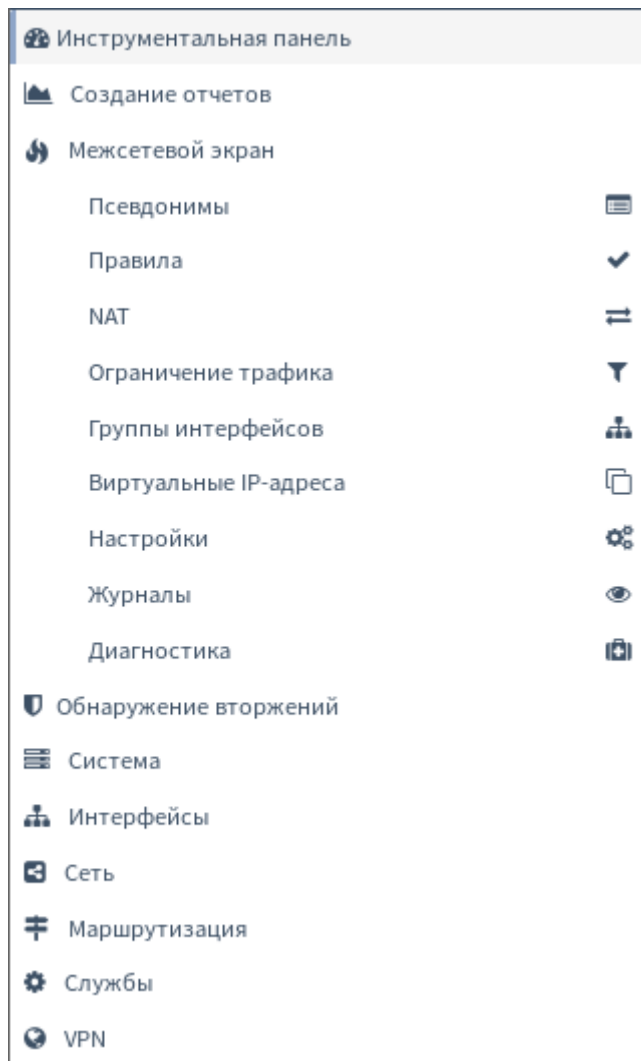 Инструментальная панель
Создание отчетов
Межсетевой экран
Псевдонимы
Правила
NAT
Ограничение трафика
Группы интерфейсов
Виртуальные IP-адреса
Настройки
Журналы
Диагностика
Обнаружение вторжений
Система
Интерфейсы
Сеть
Маршрутизация
Службы
VPN